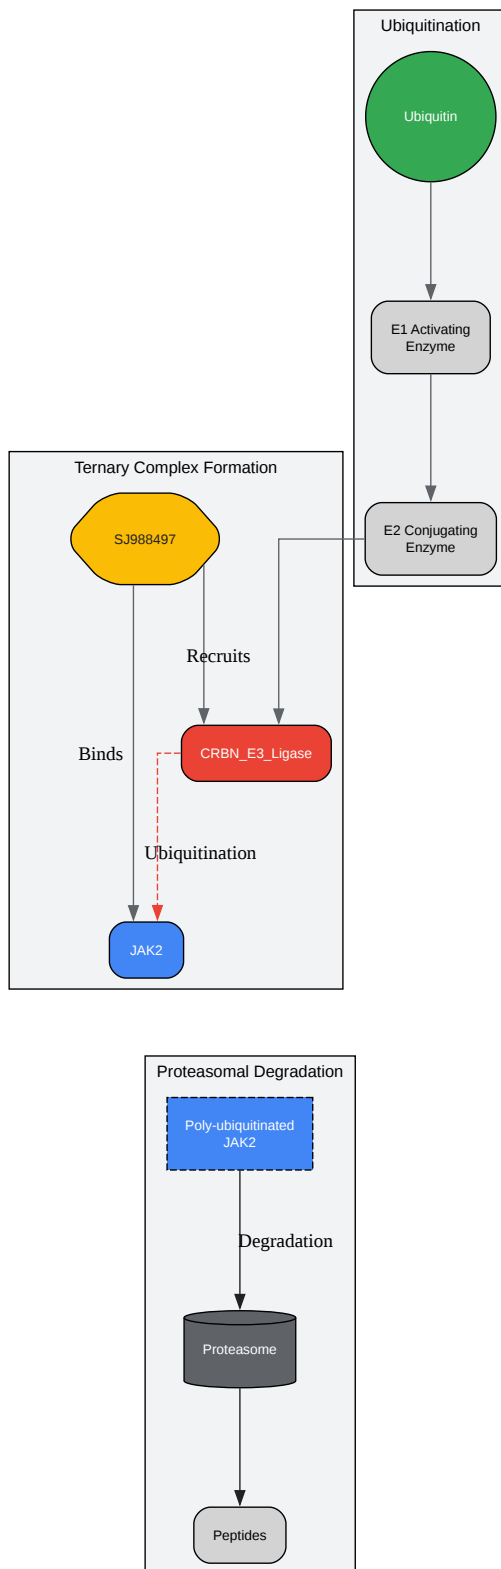 Ubiquitination
Ubiquitin
E1 Activating
Enzyme
E2 Conjugating
Enzyme
Ternary Complex Formation
SJ988497
Recruits
CRBN_E3_Ligase
Binds
Ubiquitination
JAK2
Proteasomal Degradation
Poly-ubiquitinated
JAK2
Degradation
Proteasome
Peptides